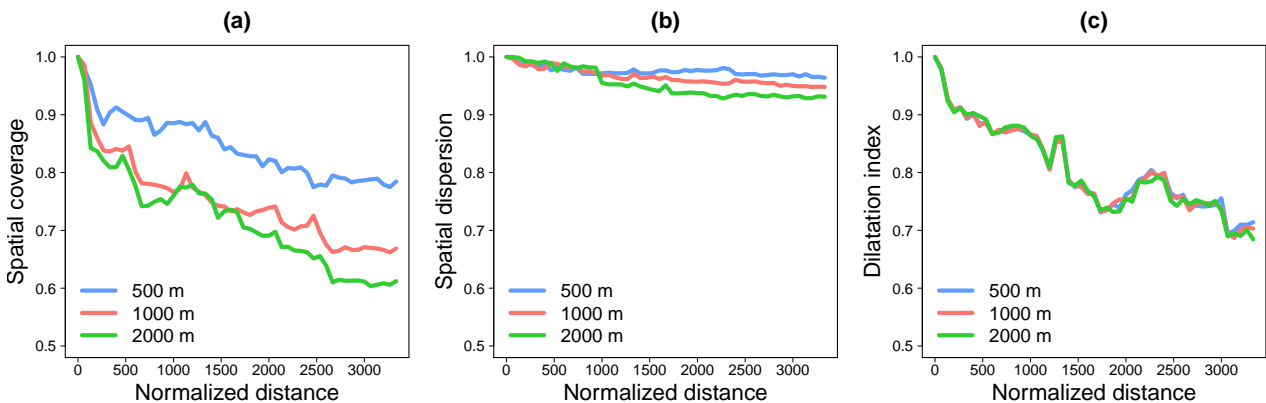 (a)
Spatial coverage
1.0
0.9
0.8
0.7
0.6
0.5
500 m
1000 m
2000 m
0 500 1000 1500 2000 2500 3000
Normalized distance
(b)
Spatial dispersion
1.0
0.9
0.8
0.7
0.6
0.5
500 m
1000 m
2000 m
0 500 1000 1500 2000 2500 3000
Normalized distance
(c)
Dilatation index
1.0
0.9
0.8
0.7
0.6
0.5
500 m
1000 m
2000 m
0 500 1000 1500 2000 2500 3000
Normalized distance